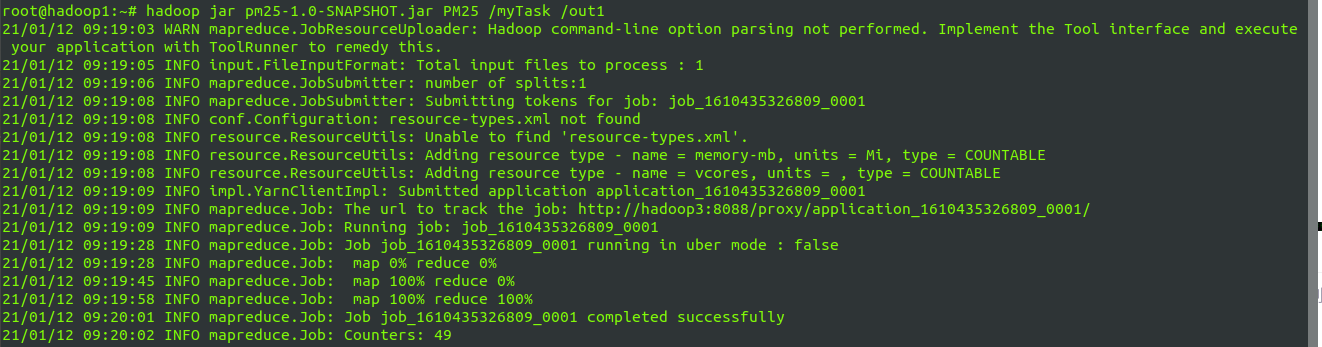 root@hadoop1:~# hadoop jar pm25-1.0-SNAPSHOT.jar PM25 /myTask /out1
21/01/12 09:19:03 WARN mapreduce.JobResourceUploader: Hadoop command-line option parsing not performed. Implement the Tool interface and execute
your application with ToolRunner to remedy this.
21/01/12 09:19:05 INFO input.FileInputFormat: Total input files to process : 1
21/01/12 09:19:06 INFO mapreduce.JobSubmitter: number of splits:1
21/01/12 09:19:08 INFO mapreduce.JobSubmitter: Submitting tokens for job: job_1610435326809_0001
21/01/12 09:19:08 INFO conf.Configuration: resource-types.xml not found
21/01/12 09:19:08 INFO resource.ResourceUtils: Unable to find 'resource-types.xml'.
21/01/12 09:19:08 INFO resource.ResourceUtils: Adding resource type - name = memory-mb, units = Mi, type = COUNTABLE
21/01/12 09:19:08 INFO resource.ResourceUtils: Adding resource type - name = vcores, units = , type = COUNTABLE
21/01/12 09:19:09 INFO impl.YarnClientImpl: Submitted application application_1610435326809_0001
21/01/12 09:19:09 INFO mapreduce.Job: The url to track the job: http://hadoop3:8088/proxy/application_1610435326809_0001/
21/01/12 09:19:09 INFO mapreduce.Job: Running job: job_1610435326809_0001
21/01/12 09:19:28 INFO mapreduce.Job: Job job_1610435326809_0001 running in uber mode : false
21/01/12 09:19:28 INFO mapreduce.Job:  map 0% reduce 0%
21/01/12 09:19:45 INFO mapreduce.Job:  map 100% reduce 0%
21/01/12 09:19:58 INFO mapreduce.Job:  map 100% reduce 100%
21/01/12 09:20:01 INFO mapreduce.Job: Job job_1610435326809_0001 completed successfully
21/01/12 09:20:02 INFO mapreduce.Job: Counters: 49